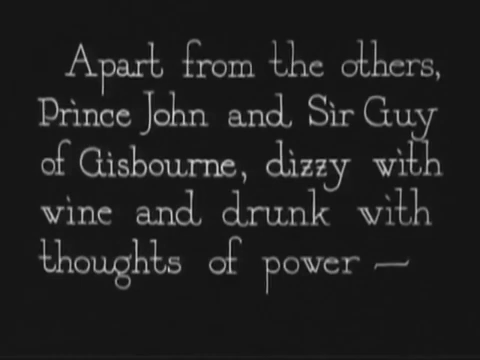 Apart from the others,
Prince John and Sir Guy
of Gisbourne, dizzy with
wine and drunk with
thoughts of power —